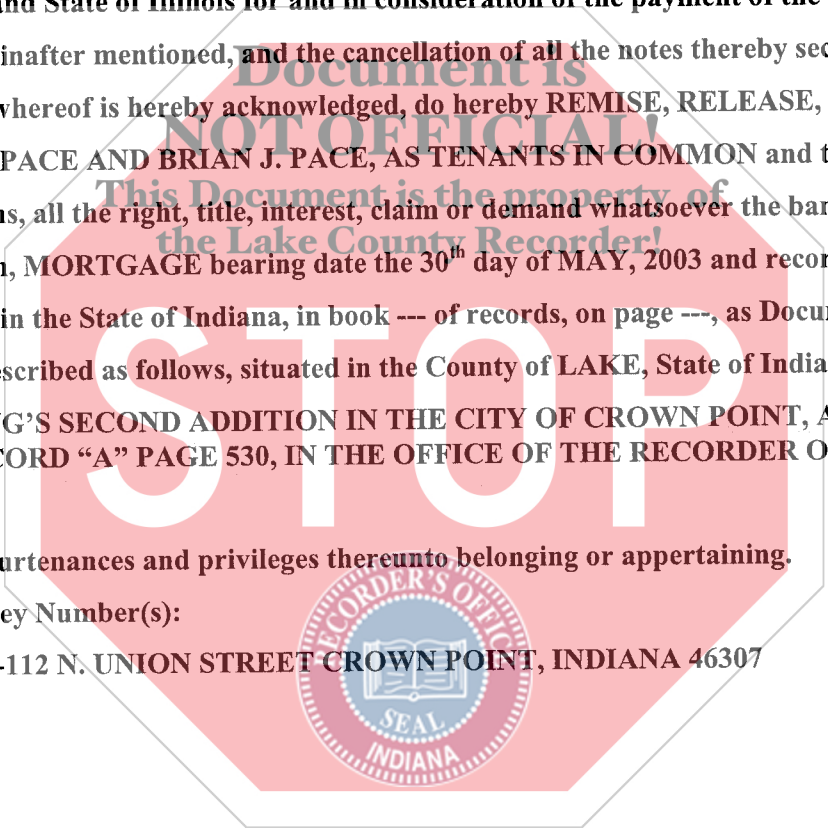 and State of Illinois for and in consideration of the payment of the
inafter mentioned, and the cancellation of all the notes thereby sec
Document is
whereof is hereby acknowledged, do hereby REMISE, RELEASE,
NOT OFFICIAL!
PACE AND BRIAN J. PACE, AS TENANTS IN COMMON and t
This Document is the property of
ns, all the right, title, interest, claim or demand whatsoever the bar
the Lake County Recorder!
n, MORTGAGE bearing date the 30th day of MAY, 2003 and recor
in the State of Indiana, in book --- of records, on page ---, as Docu
escribed as follows, situated in the County of LAKE, State of India
STOP
G'S SECOND ADDITION IN THE CITY OF CROWN POINT, A
CORD “A” PAGE 530, IN THE OFFICE OF THE RECORDER O
urtenances and privileges thereunto belonging or appertaining.
ey Number(s):
-112 N. UNION STREET CROWN POINT, INDIANA 46307
RECORDER'S OFFICE
SEAL
INDIANA